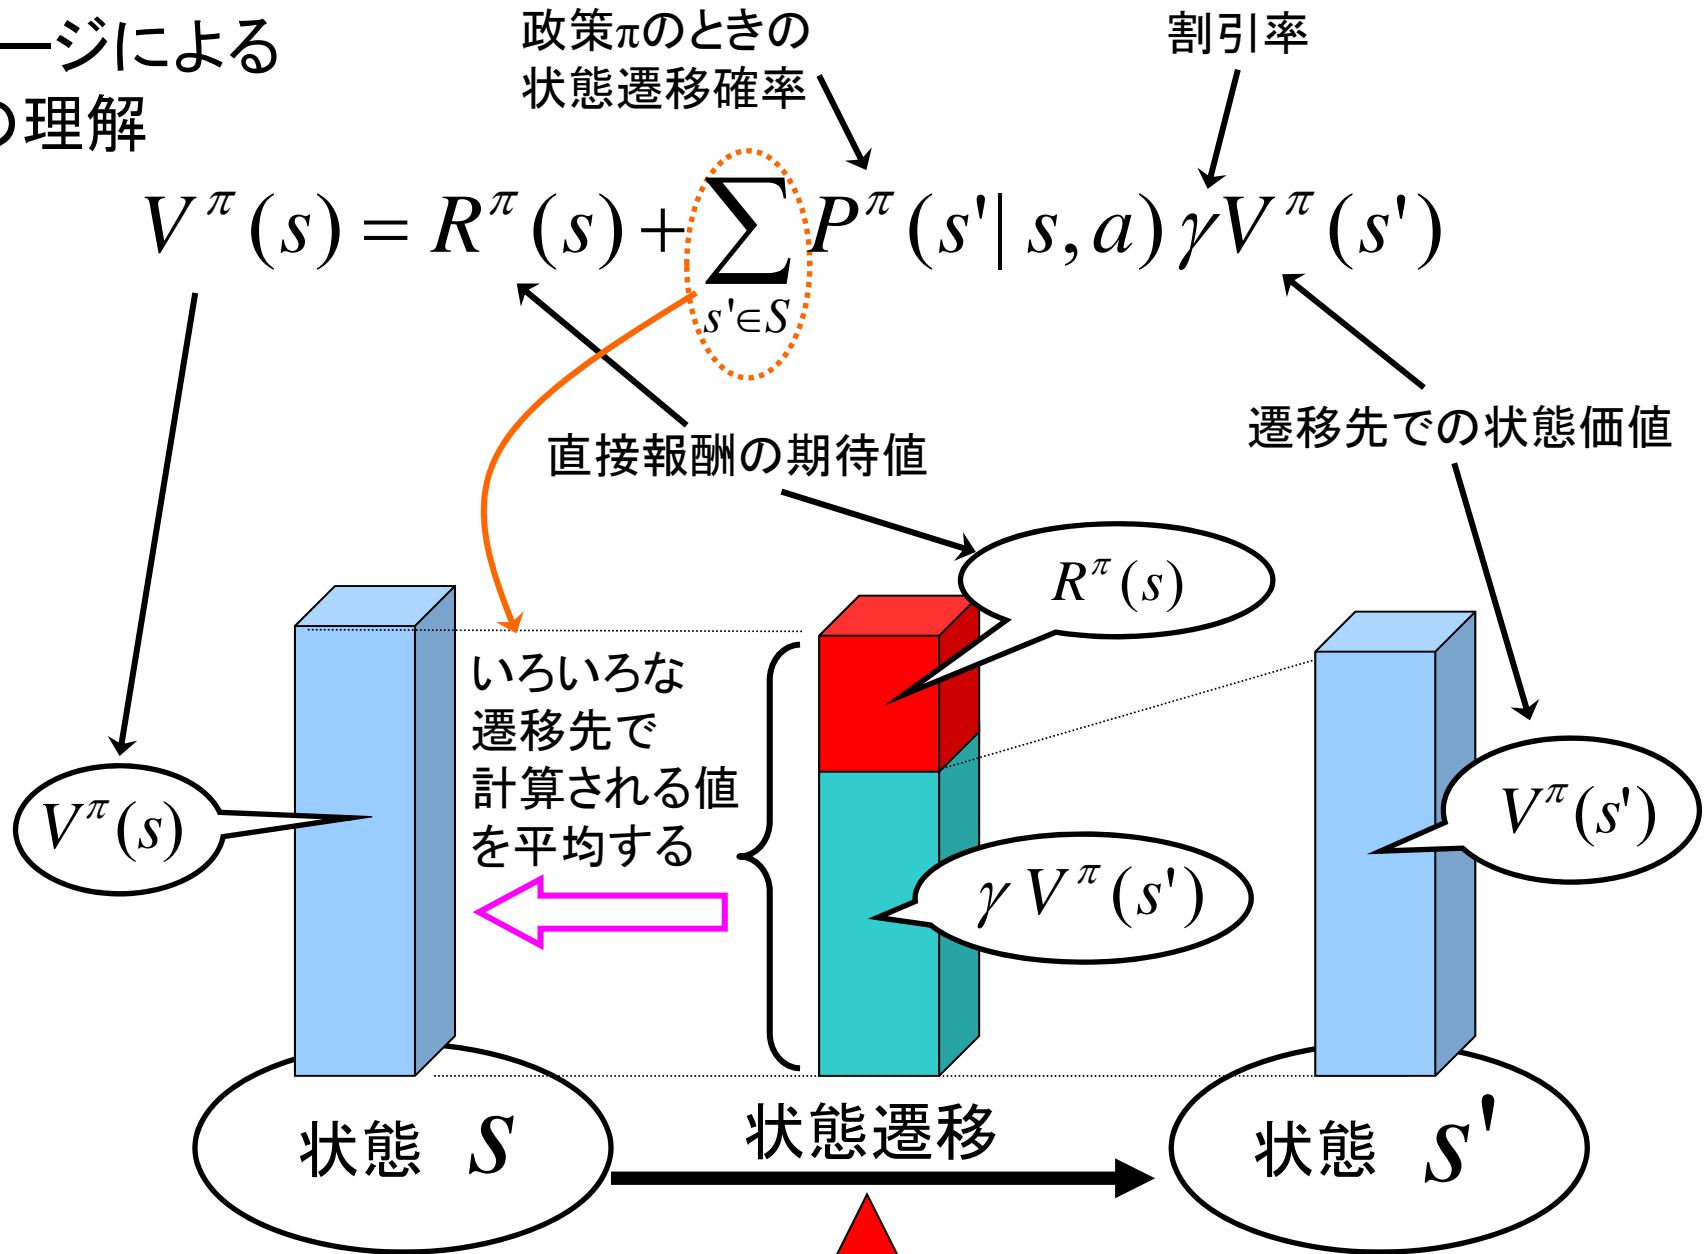 ージによる
の理解
政策πのときの
状態遷移確率
割引率
V^π(s) = R^π(s) + ∑_{s'∈S} P^π(s'| s, a) γV^π(s')
直接報酬の期待値
遷移先での状態価値
R^π(s)
いろいろな
遷移先で
計算される値
を平均する
V^π(s)
V^π(s')
γ V^π(s')
状態遷移
状態 s
状態 s'